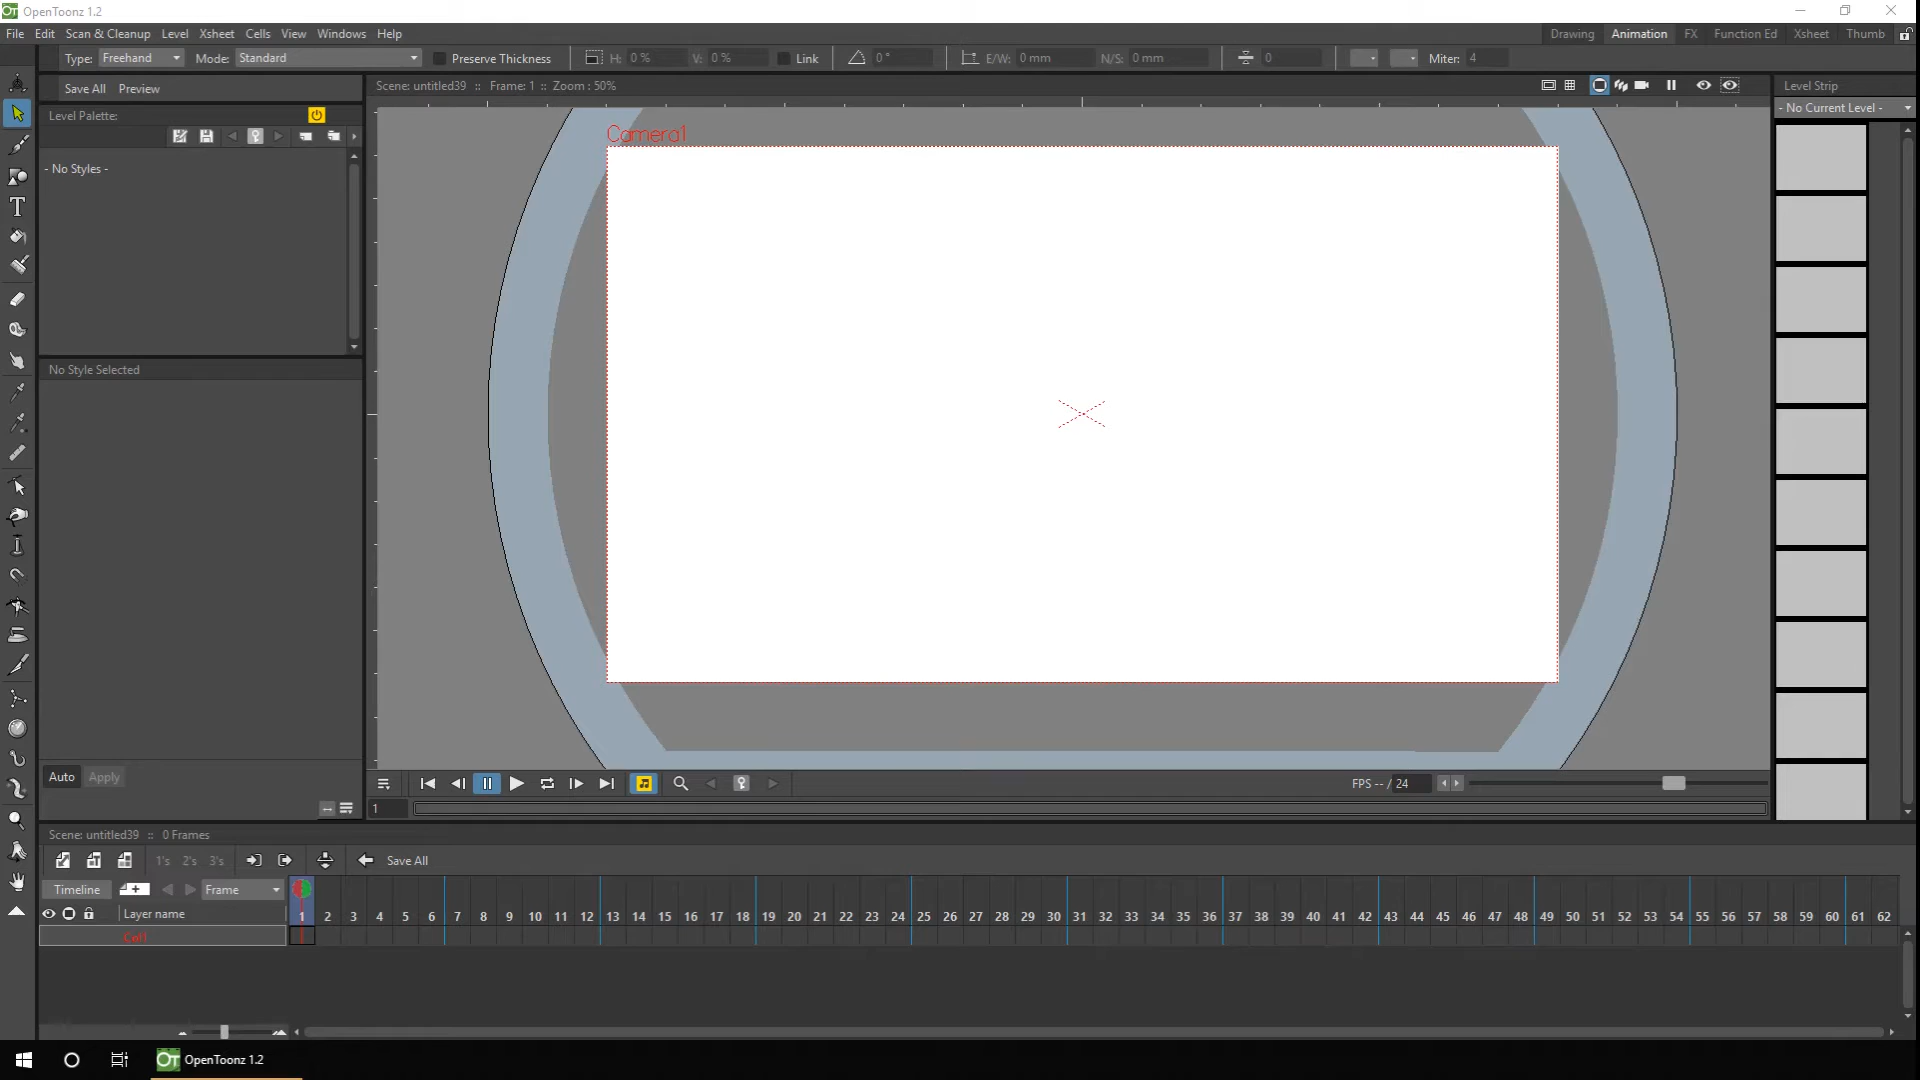 OpenToonz 1.2
File Edit Scan & Cleanup Level Xsheet Cells View Windows Help
Drawing Animation FX Function Ed Xsheet Thumb
Type: Freehand Mode: Standard Preserve Thickness H: 0 % V: 0 % Link 0 ° E/W: 0 mm N/S: 0 mm 0 Miter: 4
Save All Preview
Scene: untitled39 :: Frame: 1 :: Zoom : 50%
Level Strip
- No Current Level -
Level Palette:
- No Styles -
Camera1
No Style Selected
Auto Apply
FPS -- / 24
1
Scene: untitled39 :: 0 Frames
1's 2's 3's Save All
Timeline Frame
Layer name
1 2 3 4 5 6 7 8 9 10 11 12 13 14 15 16 17 18 19 20 21 22 23 24 25 26 27 28 29 30 31 32 33 34 35 36 37 38 39 40 41 42 43 44 45 46 47 48 49 50 51 52 53 54 55 56 57 58 59 60 61 62
Col1
OpenToonz 1.2